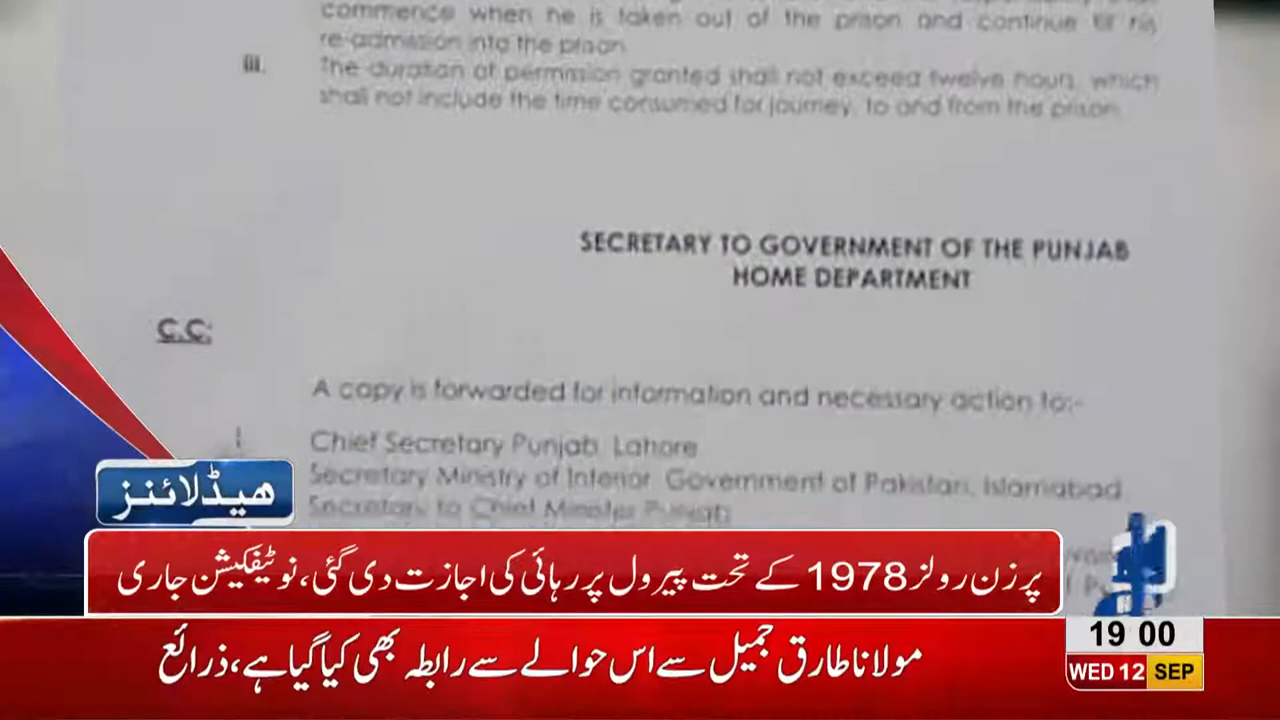 commence when he is taken out of the prison and continue till his
re-admission into the prison
iii. The duration of permission granted shall not exceed twelve hours, which
shall not include the time consumed for journey, to and from the prison
SECRETARY TO GOVERNMENT OF THE PUNJAB
HOME DEPARTMENT
C.C:
A copy is forwarded for information and necessary action to:-
Chief Secretary Punjab, Lahore
Secretary Ministry of Interior, Government of Pakistan, Islamabad
Secretary to Chief Minister Punjab
ھیڈلائنز
پرزن رولز 1978 کے تحت پیرول پر رہائی کی اجازت دی گئی، نوٹیفکیشن جاری
19 00
مولانا طارق جمیل سے اس حوالے سے رابطہ بھی کیا گیا ہے، ذرائع
WED 12 SEP